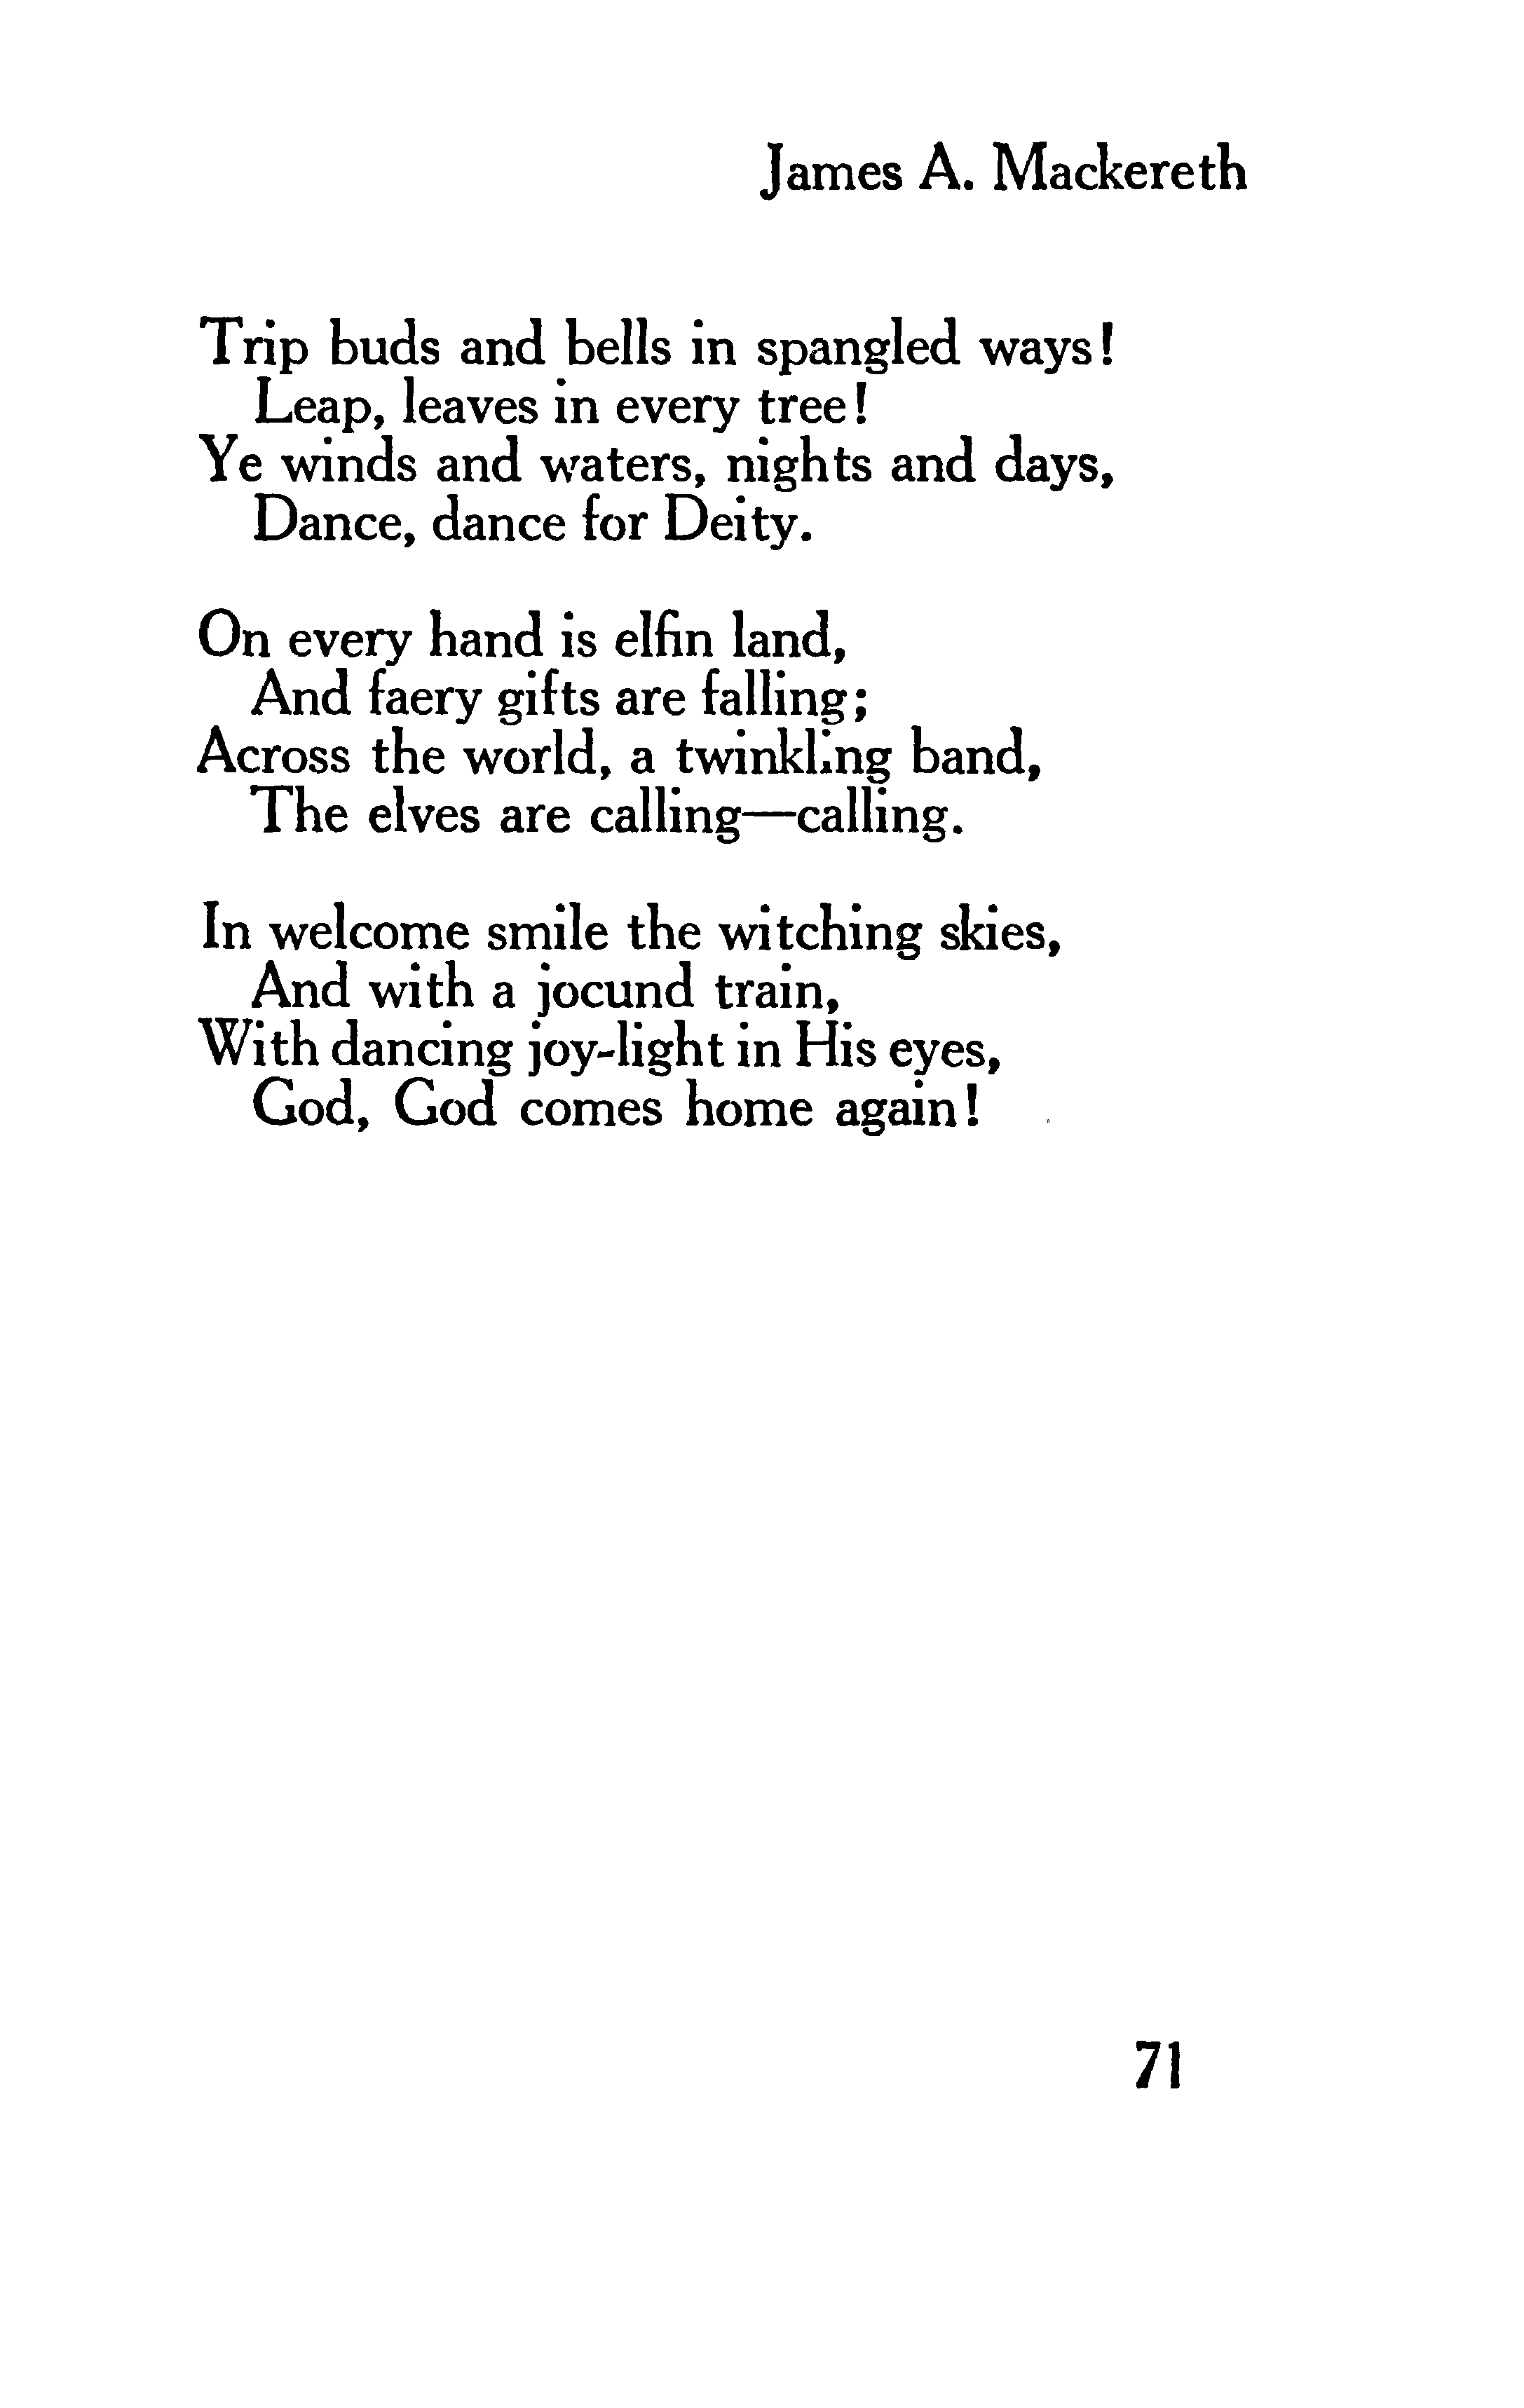 James A. Mackereth
Trip buds and bells in spangled ways!
Leap, leaves in every tree!
Ye winds and waters, nights and days,
Dance, dance for Deity.
On every hand is elfin land,
And faery gifts are falling;
Across the world, a twinkling band,
The elves are calling—calling.
In welcome smile the witching skies,
And with a jocund train,
With dancing joy-light in His eyes,
God, God comes home again!
71